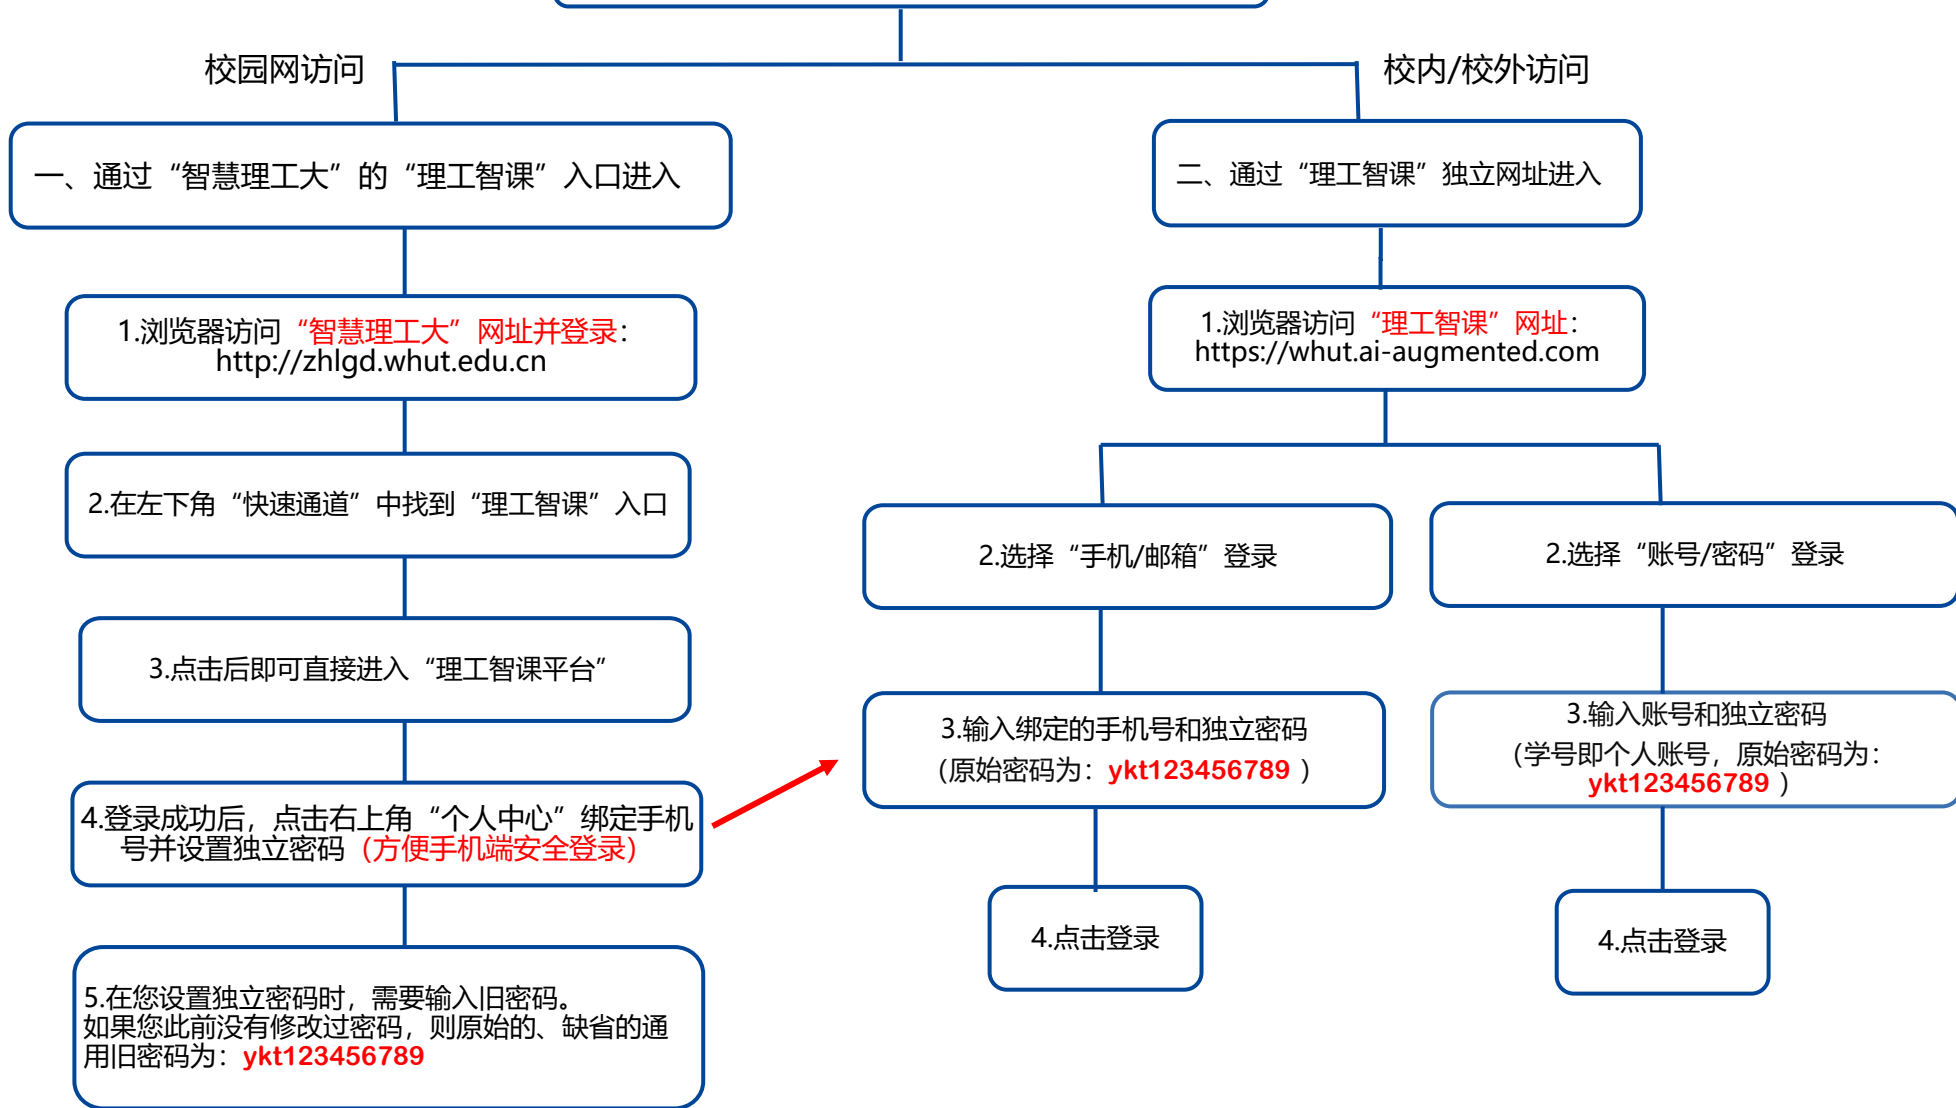 校园网访问
校内/校外访问
一、通过“智慧理工大”的“理工智课”入口进入
1.浏览器访问“智慧理工大”网址并登录：
http://zhlgd.whut.edu.cn
2.在左下角“快速通道”中找到“理工智课”入口
3.点击后即可直接进入“理工智课平台”
4.登录成功后，点击右上角“个人中心”绑定手机
号并设置独立密码（方便手机端安全登录）
5.在您设置独立密码时，需要输入旧密码。
如果您此前没有修改过密码，则原始的、缺省的通
用旧密码为：ykt123456789
二、通过“理工智课”独立网址进入
1.浏览器访问“理工智课”网址：
https://whut.ai-augmented.com
2.选择“手机/邮箱”登录
3.输入绑定的手机号和独立密码
（原始密码为：ykt123456789 ）
4.点击登录
2.选择“账号/密码”登录
3.输入账号和独立密码
（学号即个人账号，原始密码为：
ykt123456789 ）
4.点击登录